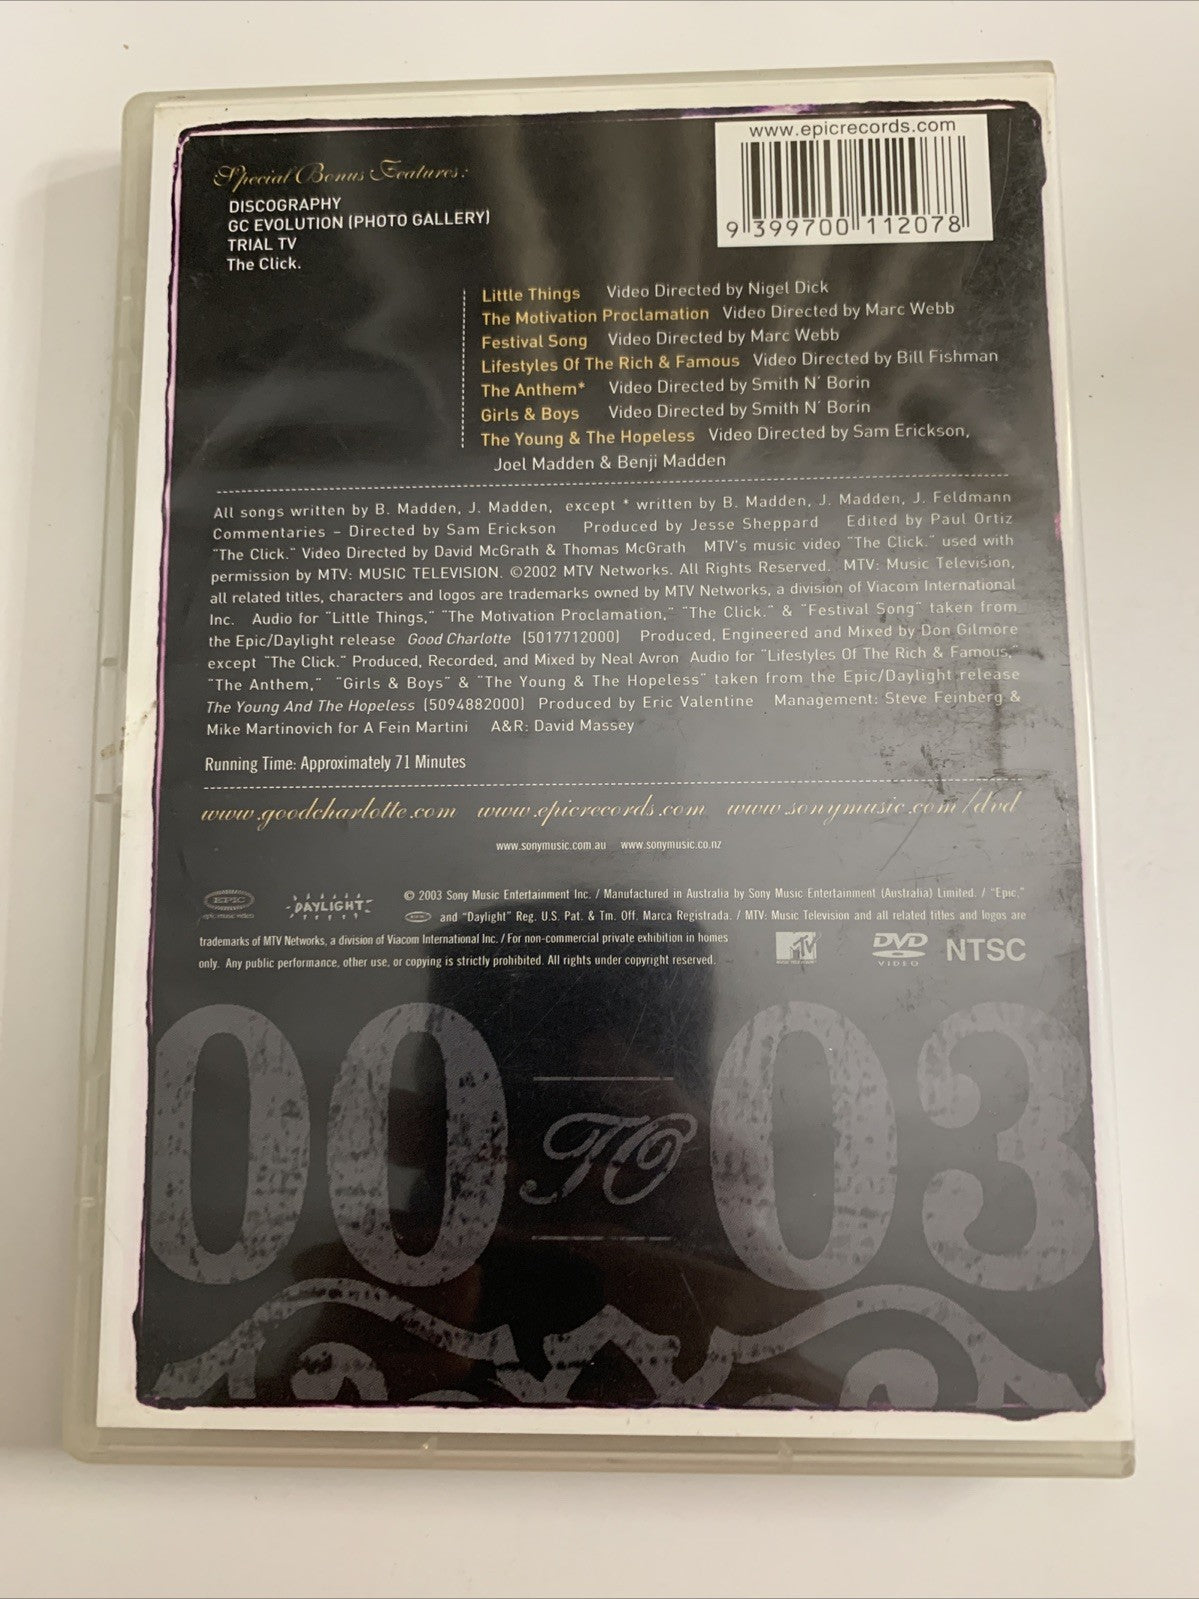 www.epicrecords.com
9 399700 112078
Special Bonus Features:
DISCOGRAPHY
GC EVOLUTION (PHOTO GALLERY)
TRIAL TV
The Click.
Little Things Video Directed by Nigel Dick
The Motivation Proclamation Video Directed by Marc Webb
Festival Song Video Directed by Marc Webb
Lifestyles Of The Rich & Famous Video Directed by Bill Fishman
The Anthem* Video Directed by Smith N' Borin
Girls & Boys Video Directed by Smith N' Borin
The Young & The Hopeless Video Directed by Sam Erickson,
Joel Madden & Benji Madden
All songs written by B. Madden, J. Madden, except * written by B. Madden, J. Madden, J. Feldmann
Commentaries – Directed by Sam Erickson Produced by Jesse Sheppard Edited by Paul Ortiz
"The Click." Video Directed by David McGrath & Thomas McGrath MTV's music video "The Click." used with
permission by MTV: MUSIC TELEVISION. ©2002 MTV Networks. All Rights Reserved. MTV: Music Television,
all related titles, characters and logos are trademarks owned by MTV Networks, a division of Viacom International
Inc. Audio for "Little Things," "The Motivation Proclamation," "The Click." & "Festival Song" taken from
the Epic/Daylight release Good Charlotte (5017712000) Produced, Engineered and Mixed by Don Gilmore
except "The Click." Produced, Recorded, and Mixed by Neal Avron Audio for "Lifestyles Of The Rich & Famous,"
"The Anthem," "Girls & Boys" & "The Young & The Hopeless" taken from the Epic/Daylight release
The Young And The Hopeless (5094882000) Produced by Eric Valentine Management: Steve Feinberg &
Mike Martinovich for A Fein Martini A&R: David Massey
Running Time: Approximately 71 Minutes
www.goodcharlotte.com www.epicrecords.com www.sonymusic.com/dvd
www.sonymusic.com.au www.sonymusic.co.nz
EPIC
epic music video
DAYLIGHT
© 2003 Sony Music Entertainment Inc. / Manufactured in Australia by Sony Music Entertainment (Australia) Limited. / "Epic,"
EPIC and "Daylight" Reg. U.S. Pat. & Tm. Off. Marca Registrada. / MTV: Music Television and all related titles and logos are
trademarks of MTV Networks, a division of Viacom International Inc. / For non-commercial private exhibition in homes
only. Any public performance, other use, or copying is strictly prohibited. All rights under copyright reserved.
MTV
MUSIC TELEVISION
DVD
VIDEO
NTSC
00 TO 03